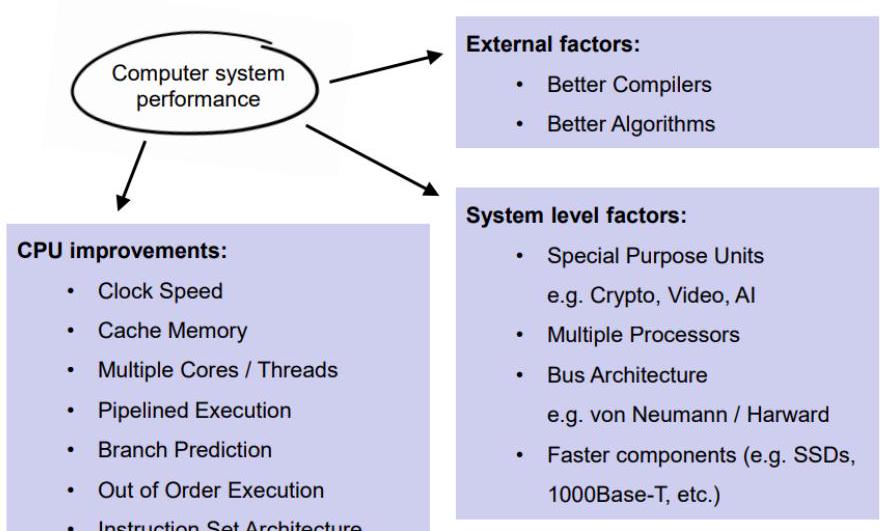 Computer system
performance
External factors:
• Better Compilers
• Better Algorithms
System level factors:
• Special Purpose Units
e.g. Crypto, Video, AI
• Multiple Processors
• Bus Architecture
e.g. von Neumann / Harward
• Faster components (e.g. SSDs,
1000Base-T, etc.)
CPU improvements:
• Clock Speed
• Cache Memory
• Multiple Cores / Threads
• Pipelined Execution
• Branch Prediction
• Out of Order Execution
• Instruction Set Architecture